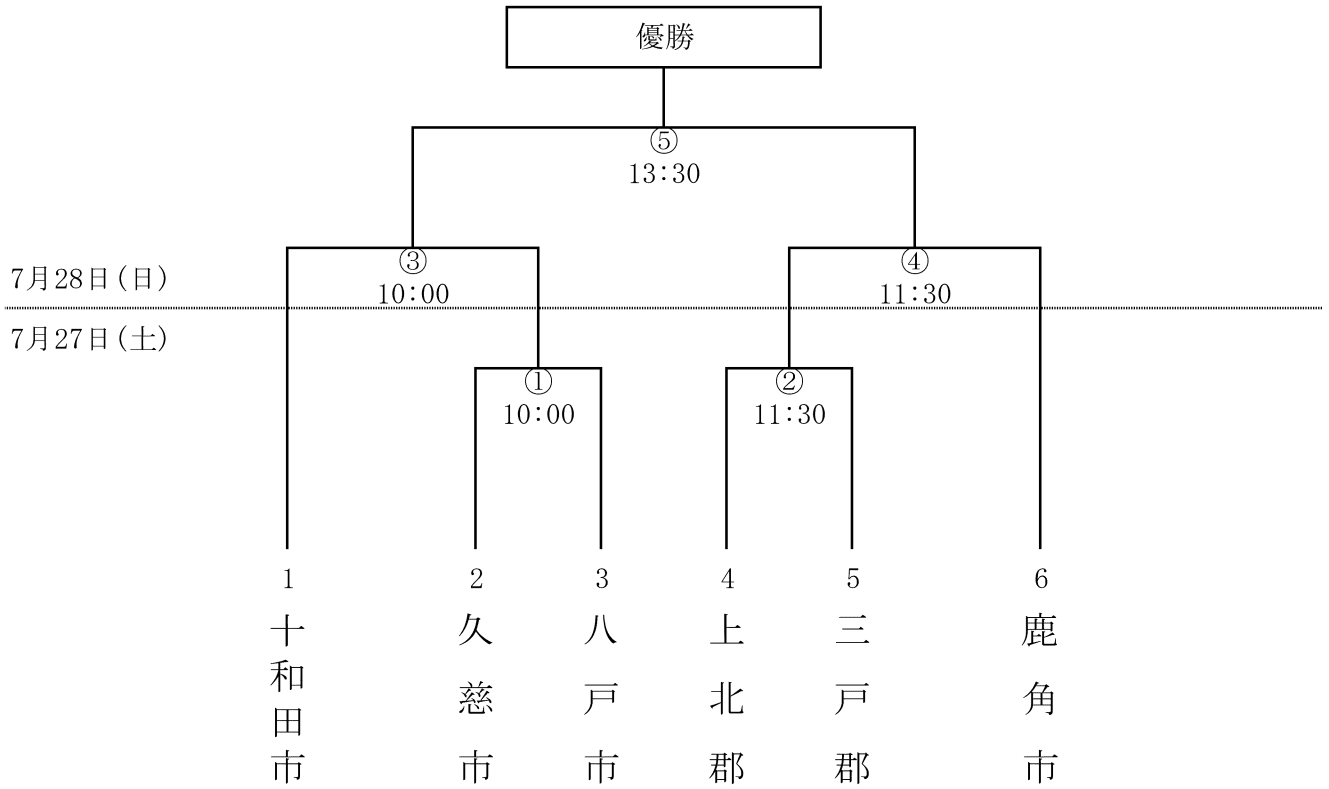 優勝
⑤
13:30
③
④
7月28日(日)
10:00
11:30
7月27日(土)
①
②
10:00
11:30
1
2
3
4
5
6
十和田市
久慈市
八戸市
上北郡
三戸郡
鹿角市